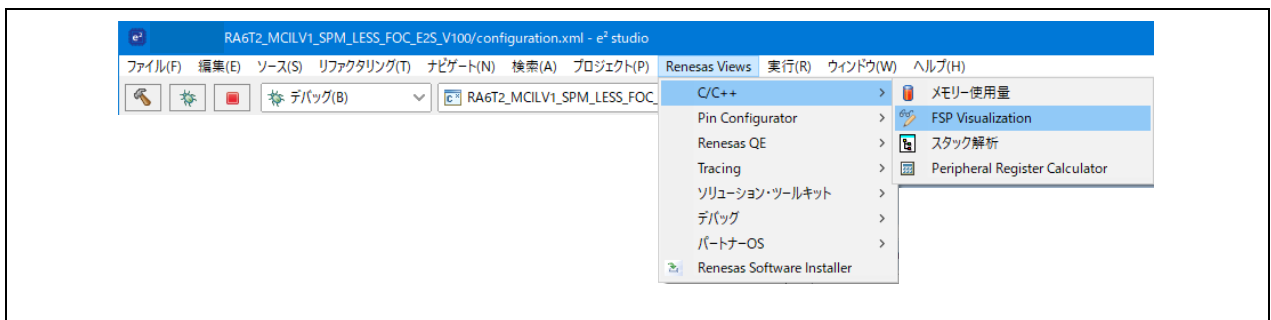 RA6T2_MCILV1_SPM_LESS_FOC_E2S_V100/configuration.xml - e² studio
ファイル(F) 編集(E) ソース(S) リファクタリング(T) ナビゲート(N) 検索(A) プロジェクト(P) Renesas Views 実行(R) ウィンドウ(W) ヘルプ(H)
デバッグ(B) RA6T2_MCILV1_SPM_LESS_FOC_
C/C++
Pin Configurator
Renesas QE
Tracing
ソリューション・ツールキット
デバッグ
パートナーOS
Renesas Software Installer
メモリー使用量
FSP Visualization
スタック解析
Peripheral Register Calculator